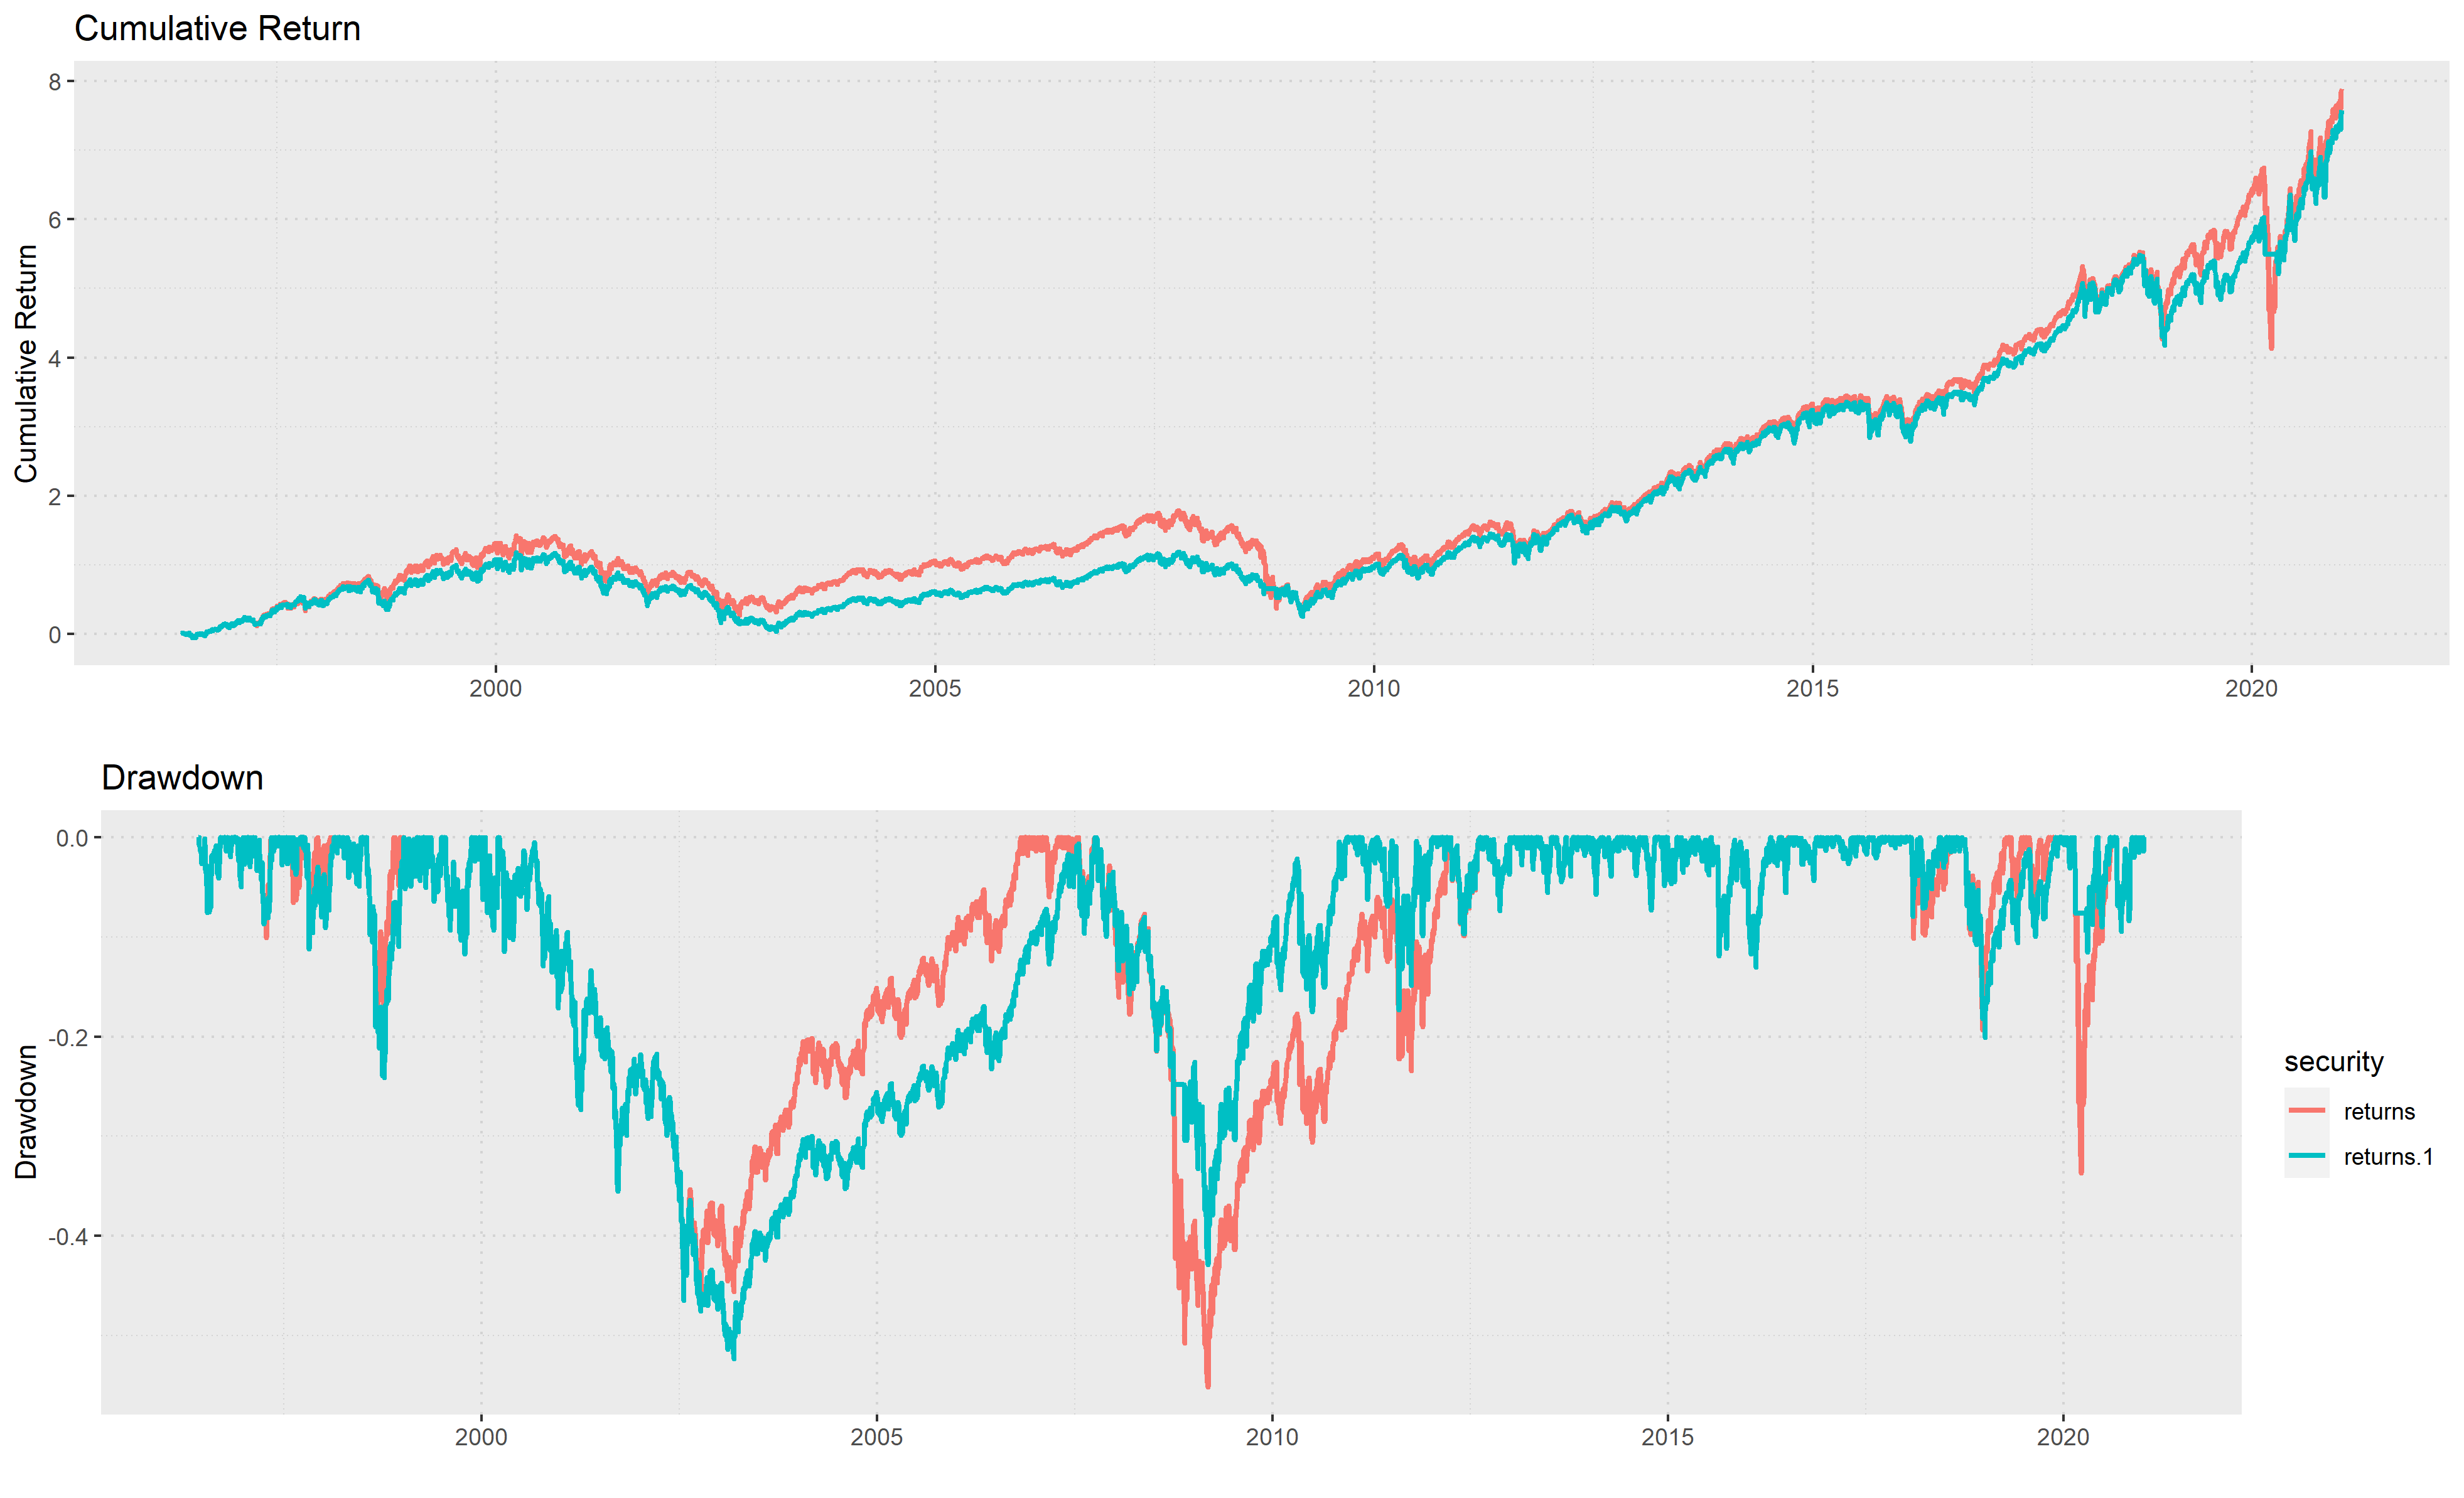 Cumulative Return
Cumulative Return
8
6
4
2
0
2000 2005 2010 2015 2020
Drawdown
Drawdown
0.0
-0.2
-0.4
2000 2005 2010 2015 2020
security
returns
returns.1